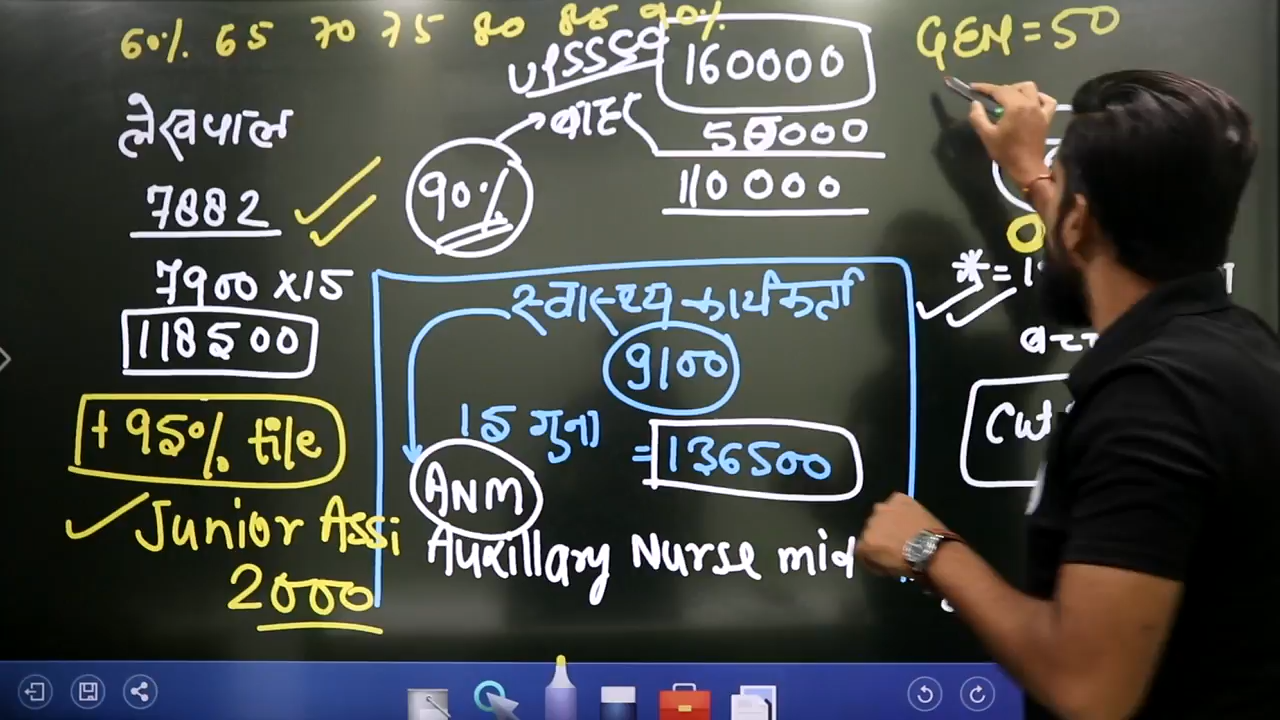 60% 65 70 75 80 85 90%
UPSSSC 160000
GEN = 50
लेखपाल
90% बाहर
50000
110000
7882
7900 x15
118500
+95% tile
Junior Assi
2000
स्वास्थ्य कार्यकर्ता
9100
15 गुना = 136500
ANM
Auxillary Nurse mid